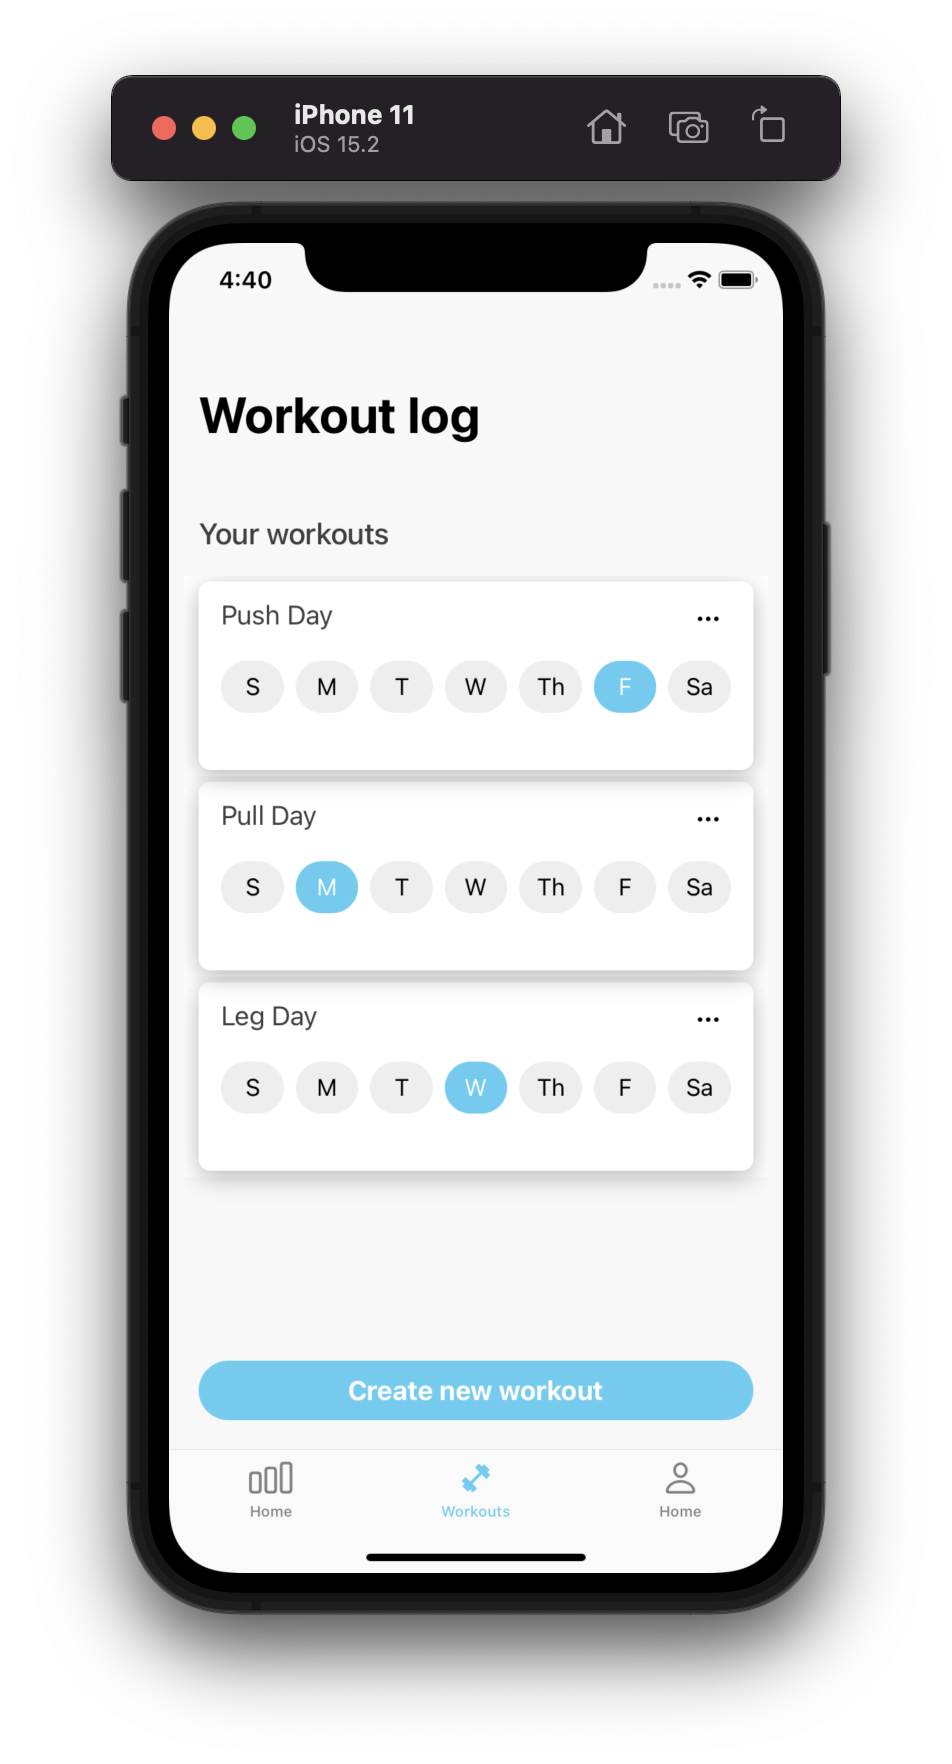 iPhone 11
iOS 15.2
4:40
Workout log
Your workouts
Push Day
S M T W Th F Sa
Pull Day
S M T W Th F Sa
Leg Day
S M T W Th F Sa
Create new workout
Home Workouts Home